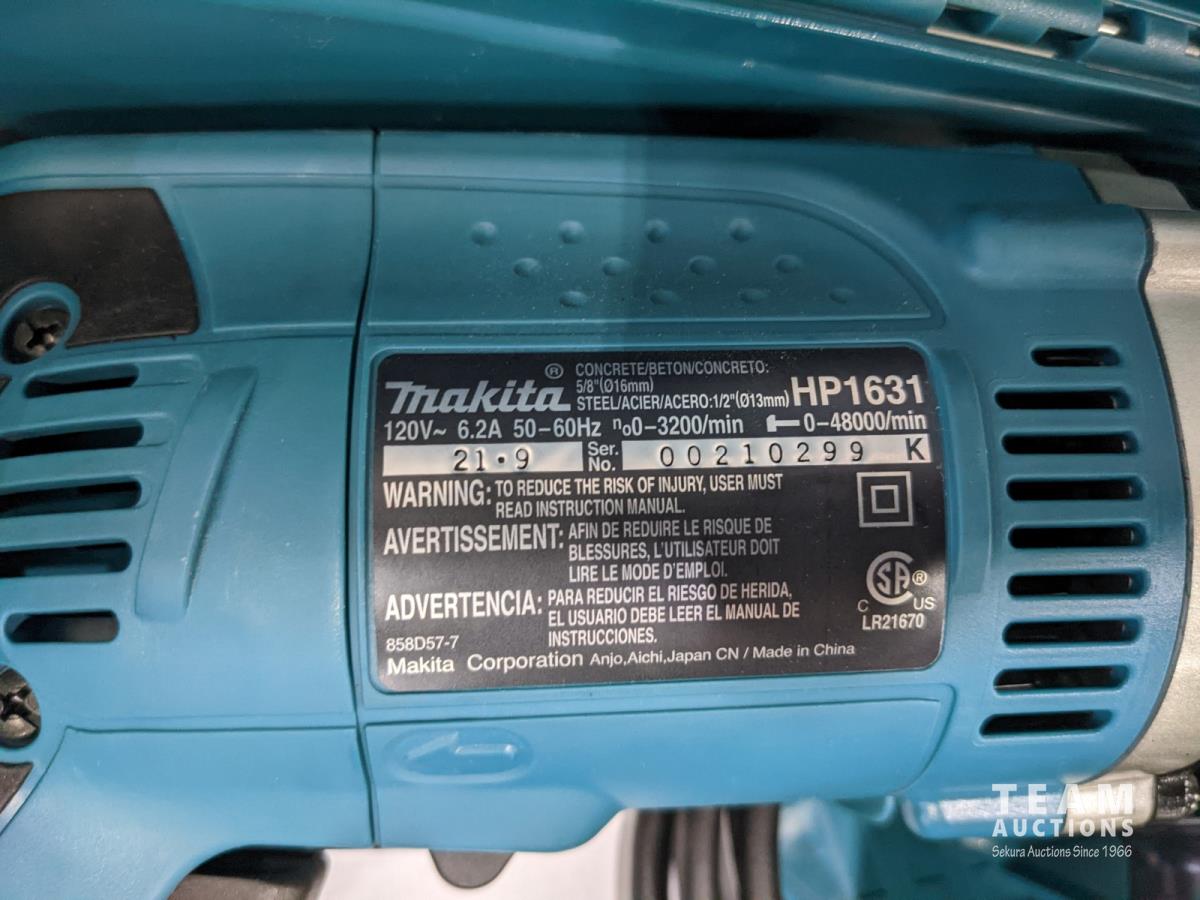 makita® CONCRETE/BETON/CONCRETO:
5/8"(Ø16mm)
STEEL/ACIER/ACERO:1/2"(Ø13mm) HP1631
120V~ 6.2A 50-60Hz n₀0-3200/min 0-48000/min
21·9 Ser. No. 00210299 K
WARNING: TO REDUCE THE RISK OF INJURY, USER MUST
READ INSTRUCTION MANUAL.
AVERTISSEMENT: AFIN DE REDUIRE LE RISQUE DE
BLESSURES, L'UTILISATEUR DOIT
LIRE LE MODE D'EMPLOI.
ADVERTENCIA: PARA REDUCIR EL RIESGO DE HERIDA,
EL USUARIO DEBE LEER EL MANUAL DE
INSTRUCCIONES.
858D57-7
Makita Corporation Anjo,Aichi,Japan CN / Made in China
CSA®
C US
LR21670
TEAM
AUCTIONS
Sekura Auctions Since 1966